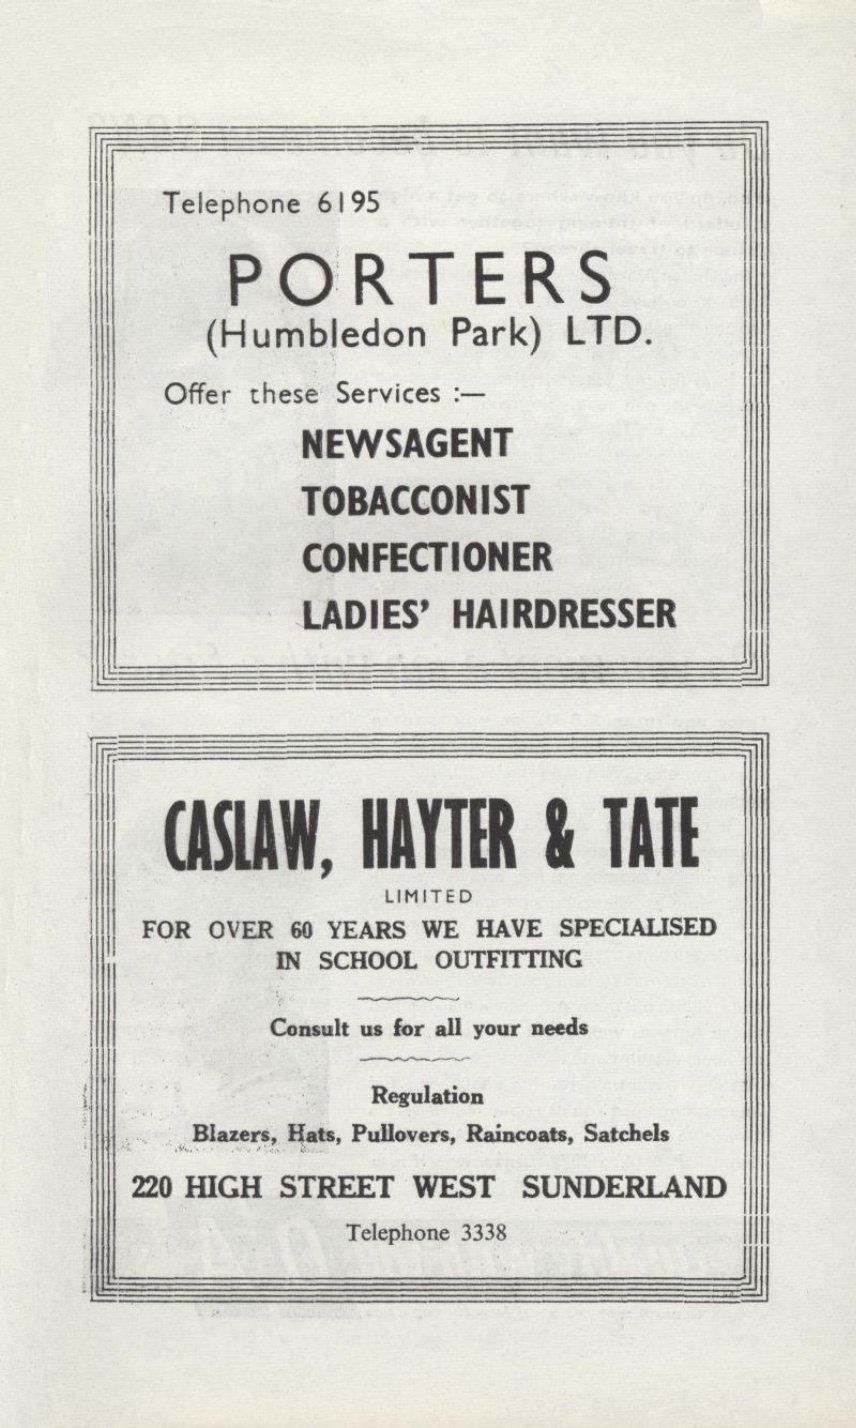 Telephone 6195
PORTERS
(Humbledon Park) LTD.
Offer these Services :—
NEWSAGENT
TOBACCONIST
CONFECTIONER
LADIES' HAIRDRESSER
CASLAW, HAYTER & TATE
LIMITED
FOR OVER 60 YEARS WE HAVE SPECIALISED
IN SCHOOL OUTFITTING
Consult us for all your needs
Regulation
Blazers, Hats, Pullovers, Raincoats, Satchels
220 HIGH STREET WEST SUNDERLAND
Telephone 3338